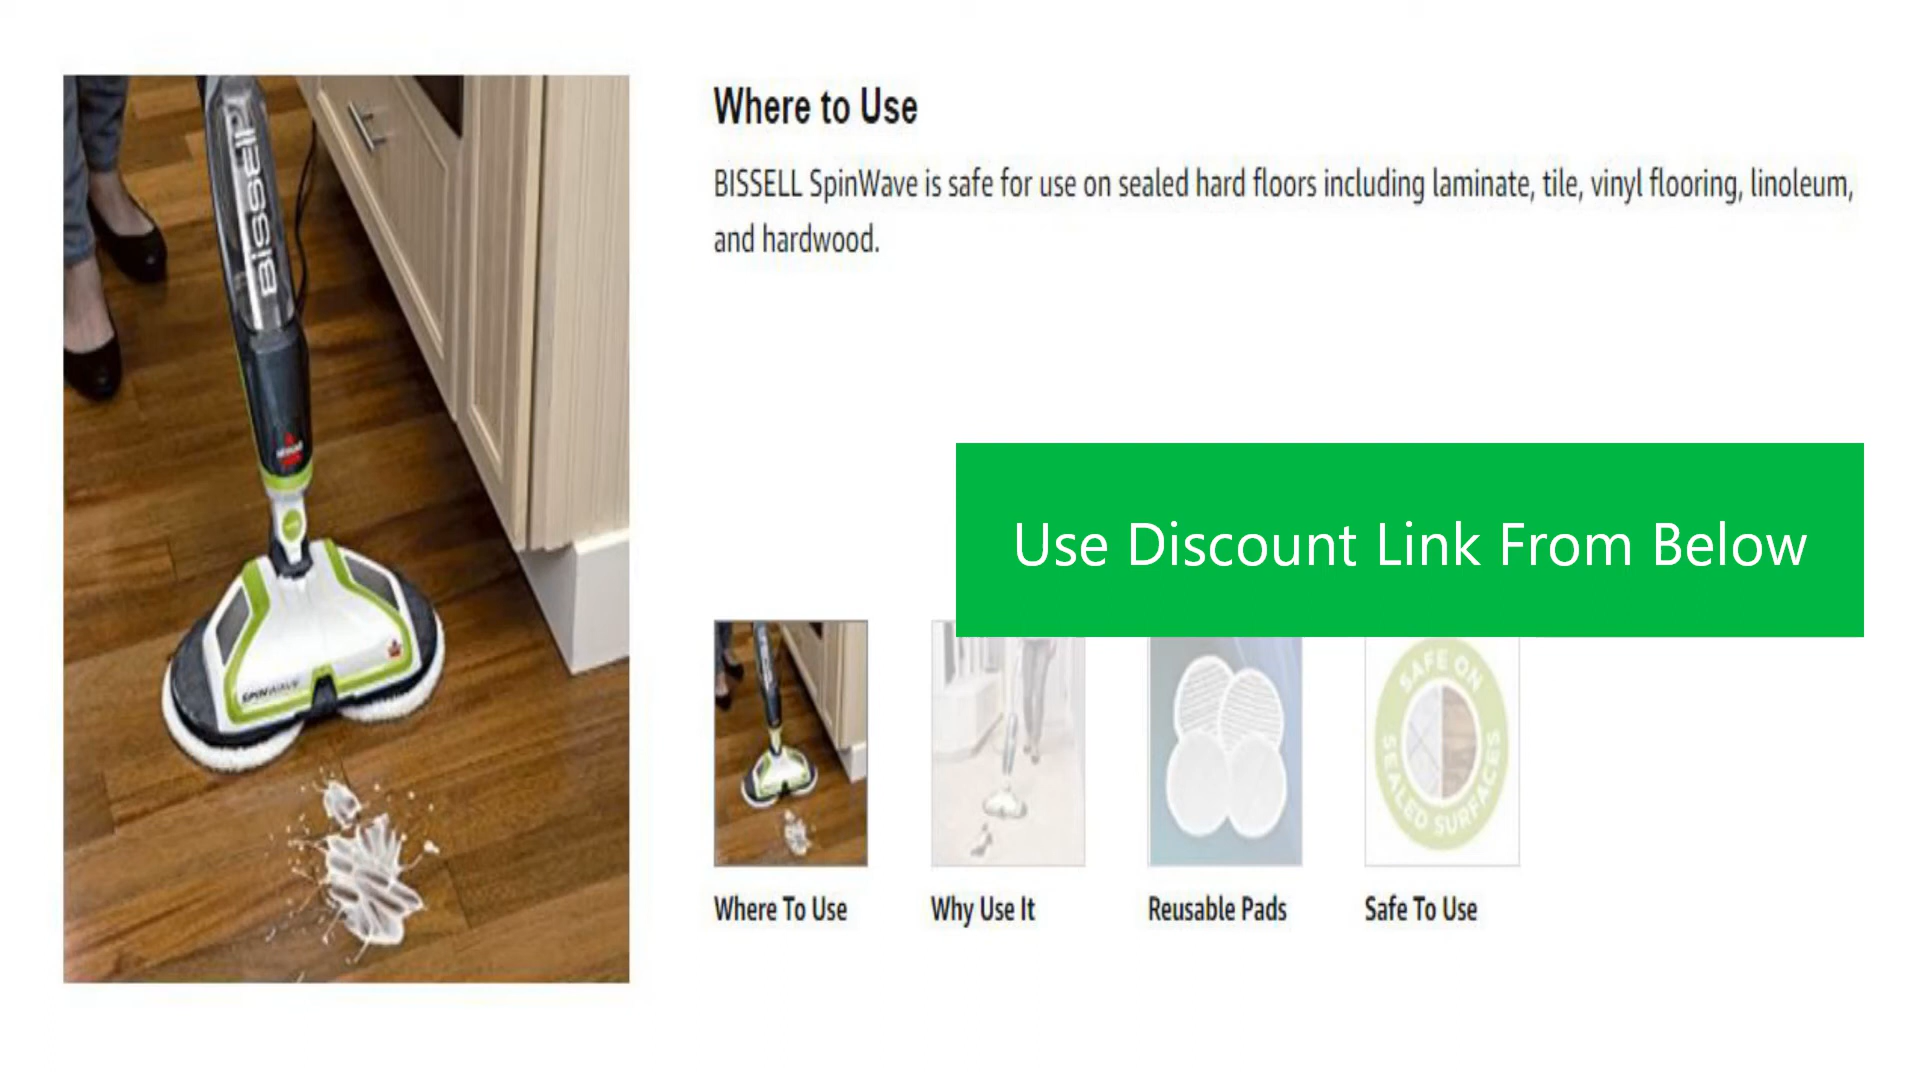 Where to Use
BISSELL SpinWave is safe for use on sealed hard floors including laminate, tile, vinyl flooring, linoleum,
and hardwood.
BISSELL
SPINWAVE
Use Discount Link From Below
SAFE ON
SEALED SURFACES
Where To Use
Why Use It
Reusable Pads
Safe To Use